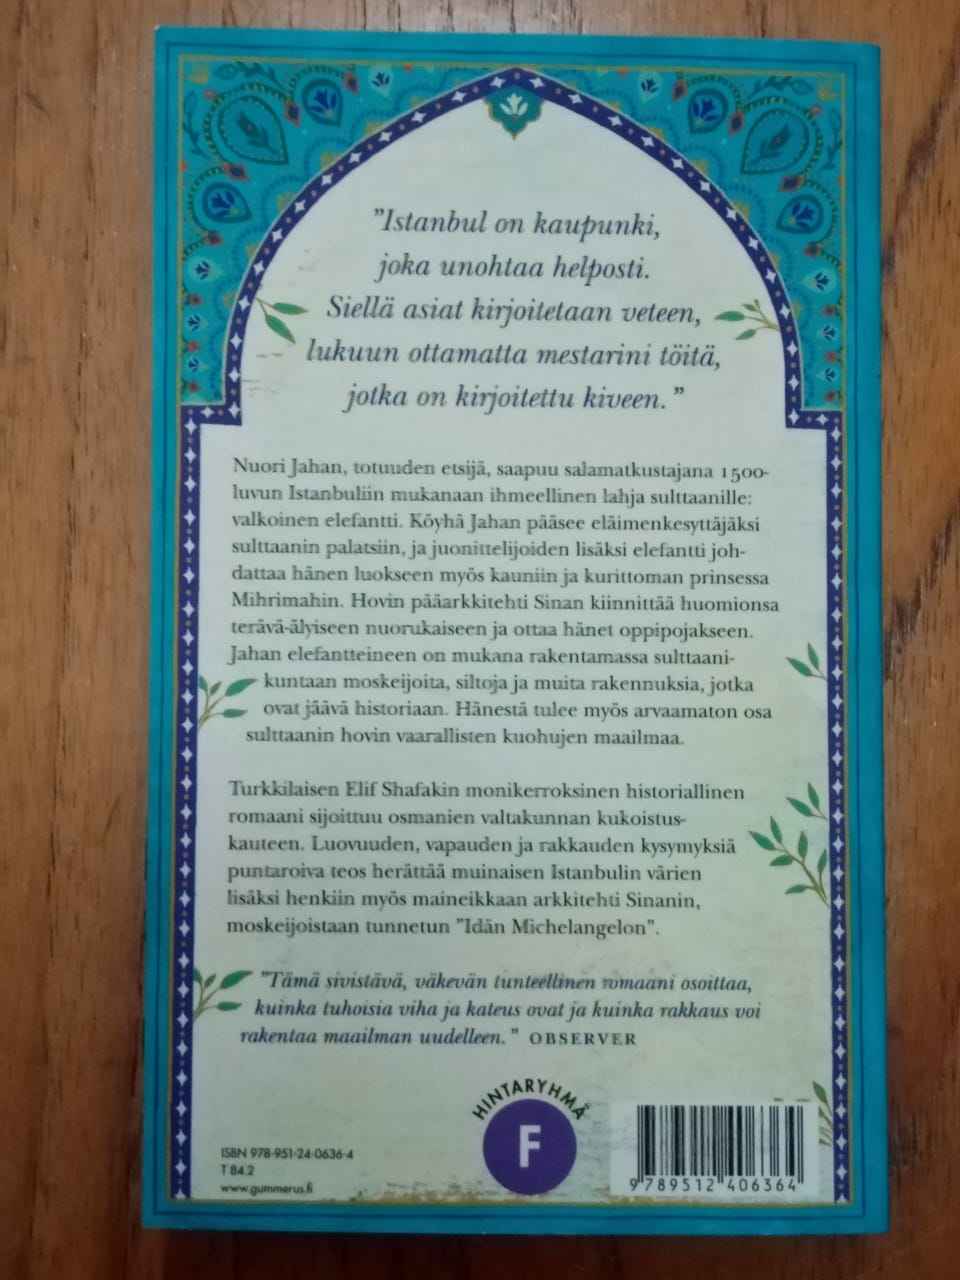 "Istanbul on kaupunki,
joka unohtaa helposti.
Siellä asiat kirjoitetaan veteen,
lukuun ottamatta mestarini töitä,
jotka on kirjoitettu kiveen."
Nuori Jahan, totuuden etsijä, saapuu salamatkustajana 1500-
luvun Istanbuliin mukanaan ihmeellinen lahja sulttaanille:
valkoinen elefantti. Köyhä Jahan pääsee eläimenkesyttäjäksi
sulttaanin palatsiin, ja juonittelijoiden lisäksi elefantti joh-
dattaa hänen luokseen myös kauniin ja kurittoman prinsessa
Mihrimahin. Hovin pääarkkitehti Sinan kiinnittää huomionsa
terävä-älyiseen nuorukaiseen ja ottaa hänet oppipojakseen.
Jahan elefantteineen on mukana rakentamassa sulttaani-
kuntaan moskeijoita, siltoja ja muita rakennuksia, jotka
ovat jäävä historiaan. Hänestä tulee myös arvaamaton osa
sulttaanin hovin vaarallisten kuohujen maailmaa.
Turkkilaisen Elif Shafakin monikerroksinen historiallinen
romaani sijoittuu osmanien valtakunnan kukoistus-
kauteen. Luovuuden, vapauden ja rakkauden kysymyksiä
puntaroiva teos herättää muinaisen Istanbulin värien
lisäksi henkiin myös maineikkaan arkkitehti Sinanin,
moskeijoistaan tunnetun "Idän Michelangelon".
"Tämä sivistävä, väkevän tunteellinen romaani osoittaa,
kuinka tuhoisia viha ja kateus ovat ja kuinka rakkaus voi
rakentaa maailman uudelleen." OBSERVER
HINTARYHMÄ
F
ISBN 978-951-24-0636-4
T 84.2
www.gummerus.fi
9 789512 406364